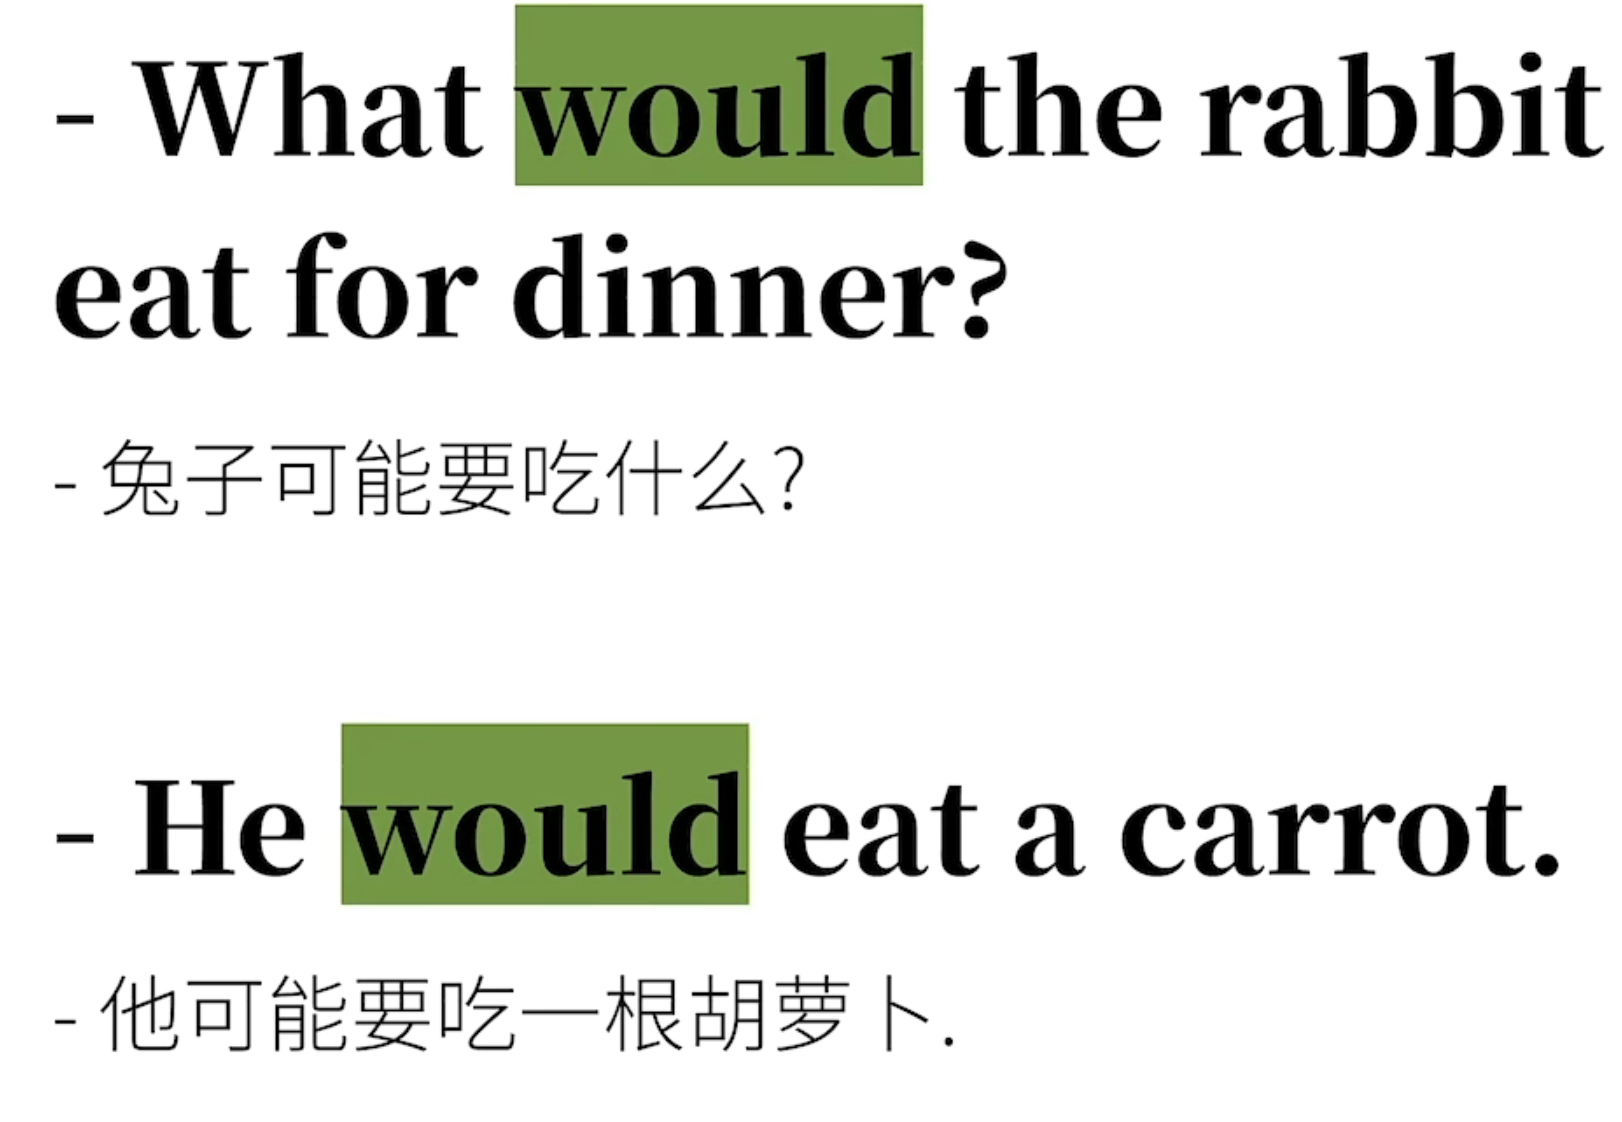 - What would the rabbit
eat for dinner?
- 兔子可能要吃什么?
- He would eat a carrot.
- 他可能要吃一根胡萝卜.